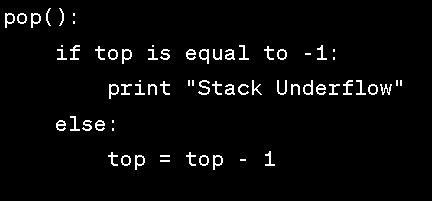 pop():
    if top is equal to -1:
        print "Stack Underflow"
    else:
        top = top - 1